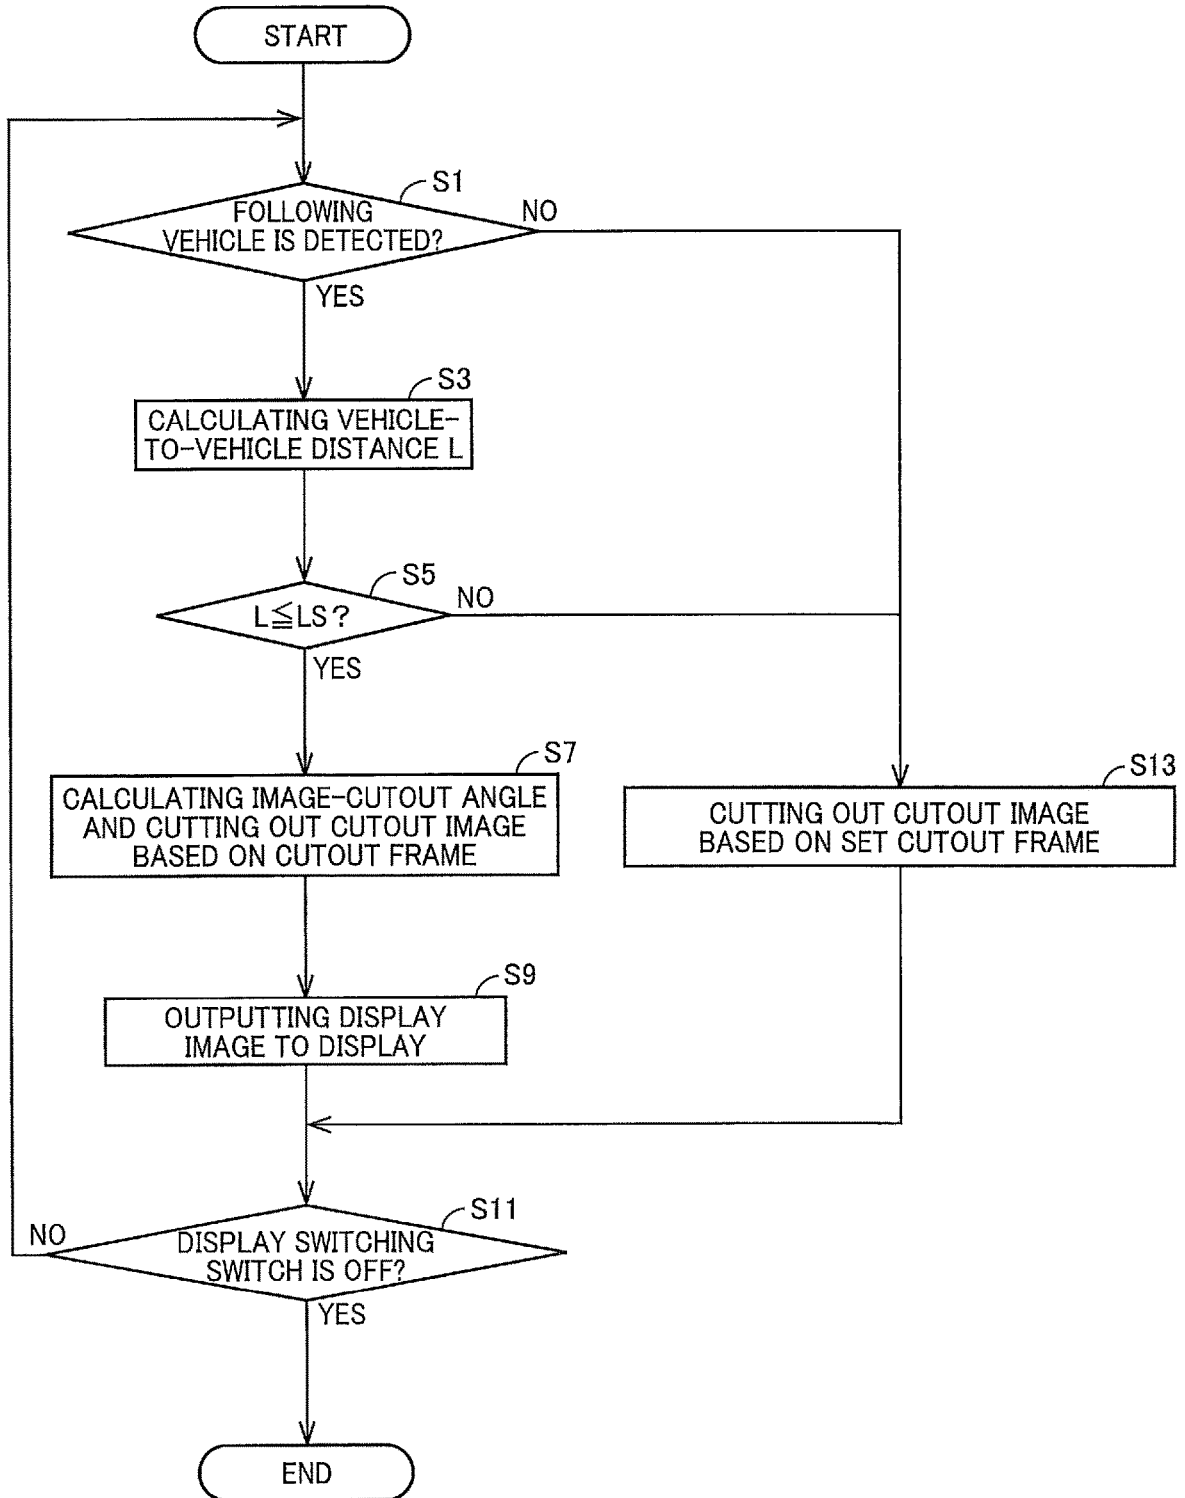 START
S1
FOLLOWING
VEHICLE IS DETECTED?
NO
YES
S3
CALCULATING VEHICLE-
TO-VEHICLE DISTANCE L
S5
L≦LS?
NO
YES
S7
CALCULATING IMAGE-CUTOUT ANGLE
AND CUTTING OUT CUTOUT IMAGE
BASED ON CUTOUT FRAME
S13
CUTTING OUT CUTOUT IMAGE
BASED ON SET CUTOUT FRAME
S9
OUTPUTTING DISPLAY
IMAGE TO DISPLAY
S11
NO
DISPLAY SWITCHING
SWITCH IS OFF?
YES
END